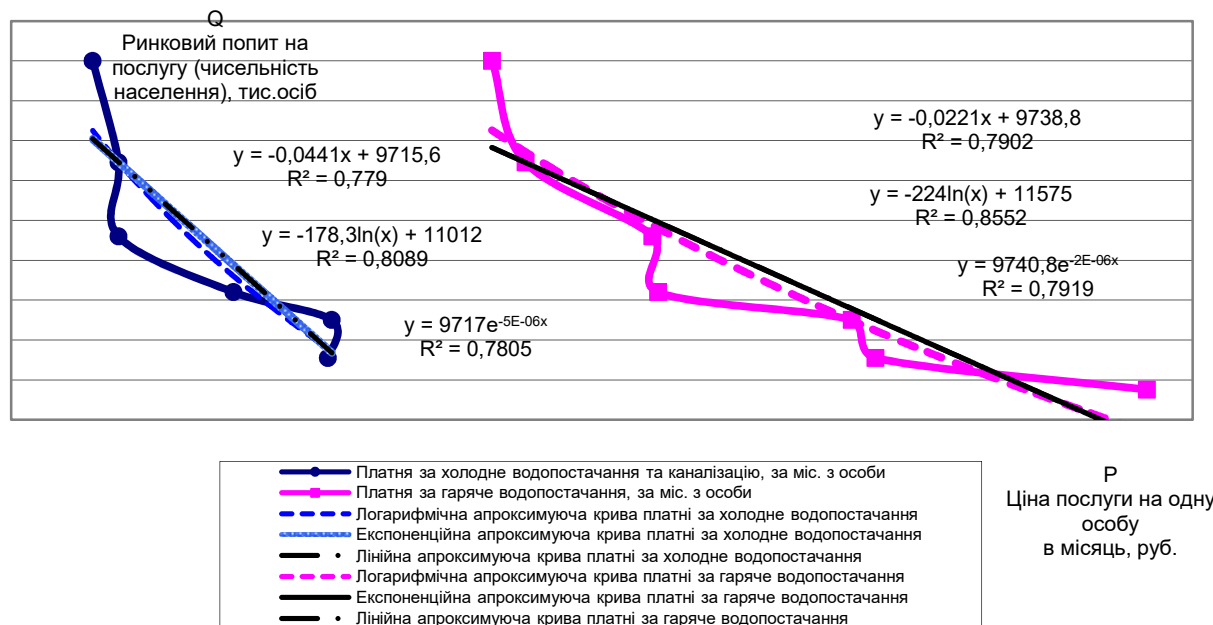 Q
Ринковий попит на
послугу (чисельність
населення), тис.осіб
y = -0,0441x + 9715,6
R² = 0,779
y = -178,3ln(x) + 11012
R² = 0,8089
y = 9717e-5E-06x
R² = 0,7805
y = -0,0221x + 9738,8
R² = 0,7902
y = -224ln(x) + 11575
R² = 0,8552
y = 9740,8e-2E-06x
R² = 0,7919
Платня за холодне водопостачання та каналізацію, за міс. з особи
Платня за гаряче водопостачання, за міс. з особи
Логарифмічна апроксимуюча крива платні за холодне водопостачання
Експоненційна апроксимуюча крива платні за холодне водопостачання
Лінійна апроксимуюча крива платні за холодне водопостачання
Логарифмічна апроксимуюча крива платні за гаряче водопостачання
Експоненційна апроксимуюча крива платні за гаряче водопостачання
Лінійна апроксимуюча крива платні за гаряче водопостачання
P
Ціна послуги на одну
особу
в місяць, руб.